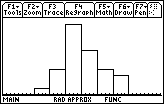 F1 F2 F3 F4 F5 F6 F7
Tools Zoom Trace ReGraph Math Draw Pen
MAIN RAD APPROX FUNC